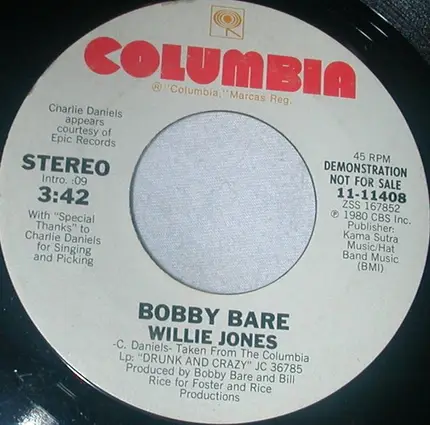 COLUMBIA
® "Columbia," Marcas Reg.
Charlie Daniels
appears
courtesy of
Epic Records
STEREO
Intro. :09
3:42
With "Special
Thanks" to
Charlie Daniels
for Singing
and Picking
45 RPM
DEMONSTRATION
NOT FOR SALE
11-11408
ZSS 167852
℗ 1980 CBS Inc.
Publisher:
Kama Sutra
Music/Hat
Band Music
(BMI)
BOBBY BARE
WILLIE JONES
-C. Daniels- Taken From The Columbia
Lp: "DRUNK AND CRAZY" JC 36785
Produced by Bobby Bare and Bill
Rice for Foster and Rice
Productions